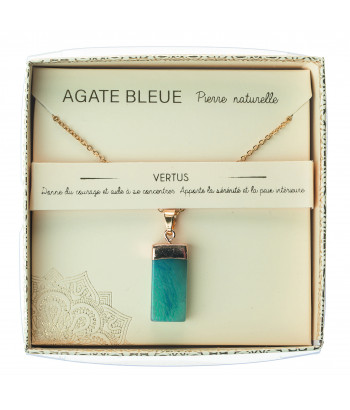 AGATE BLEUE Pierre naturelle
VERTUS
Donne du courage et aide à se concentrer. Apporte la sérénité et la paix intérieure.